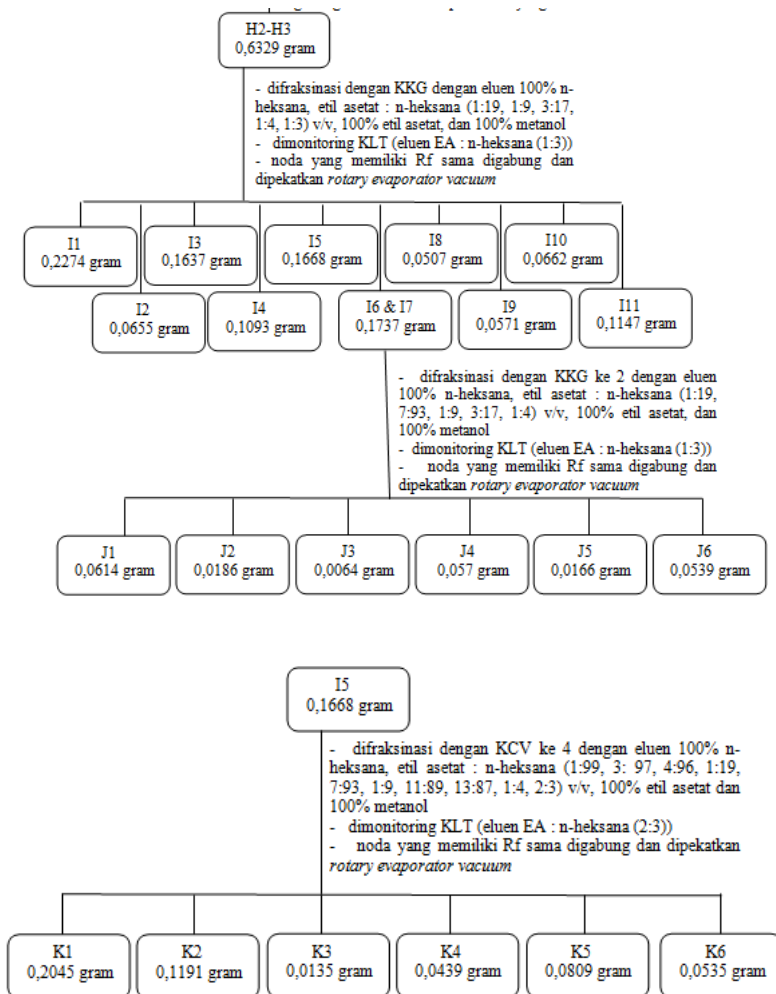 H2-H3
0,6329 gram
- difraksinasi dengan KKG dengan eluen 100% n-
heksana, etil asetat : n-heksana (1:19, 1:9, 3:17,
1:4, 1:3) v/v, 100% etil asetat, dan 100% metanol
- dimonitoring KLT (eluen EA : n-heksana (1:3))
- noda yang memiliki Rf sama digabung dan
dipekatkan rotary evaporator vacuum
I1
0,2274 gram
I3
0,1637 gram
I5
0,1668 gram
I8
0,0507 gram
I10
0,0662 gram
I2
0,0655 gram
I4
0,1093 gram
I6 & I7
0,1737 gram
I9
0,0571 gram
I11
0,1147 gram
- difraksinasi dengan KKG ke 2 dengan eluen
100% n-heksana, etil asetat : n-heksana (1:19,
7:93, 1:9, 3:17, 1:4) v/v, 100% etil asetat, dan
100% metanol
- dimonitoring KLT (eluen EA : n-heksana (1:3))
- noda yang memiliki Rf sama digabung dan
dipekatkan rotary evaporator vacuum
J1
0,0614 gram
J2
0,0186 gram
J3
0,0064 gram
J4
0,057 gram
J5
0,0166 gram
J6
0,0539 gram
I5
0,1668 gram
- difraksinasi dengan KCV ke 4 dengan eluen 100% n-
heksana, etil asetat : n-heksana (1:99, 3: 97, 4:96, 1:19,
7:93, 1:9, 11:89, 13:87, 1:4, 2:3) v/v, 100% etil asetat dan
100% metanol
- dimonitoring KLT (eluen EA : n-heksana (2:3))
- noda yang memiliki Rf sama digabung dan dipekatkan
rotary evaporator vacuum
K1
0,2045 gram
K2
0,1191 gram
K3
0,0135 gram
K4
0,0439 gram
K5
0,0809 gram
K6
0,0535 gram